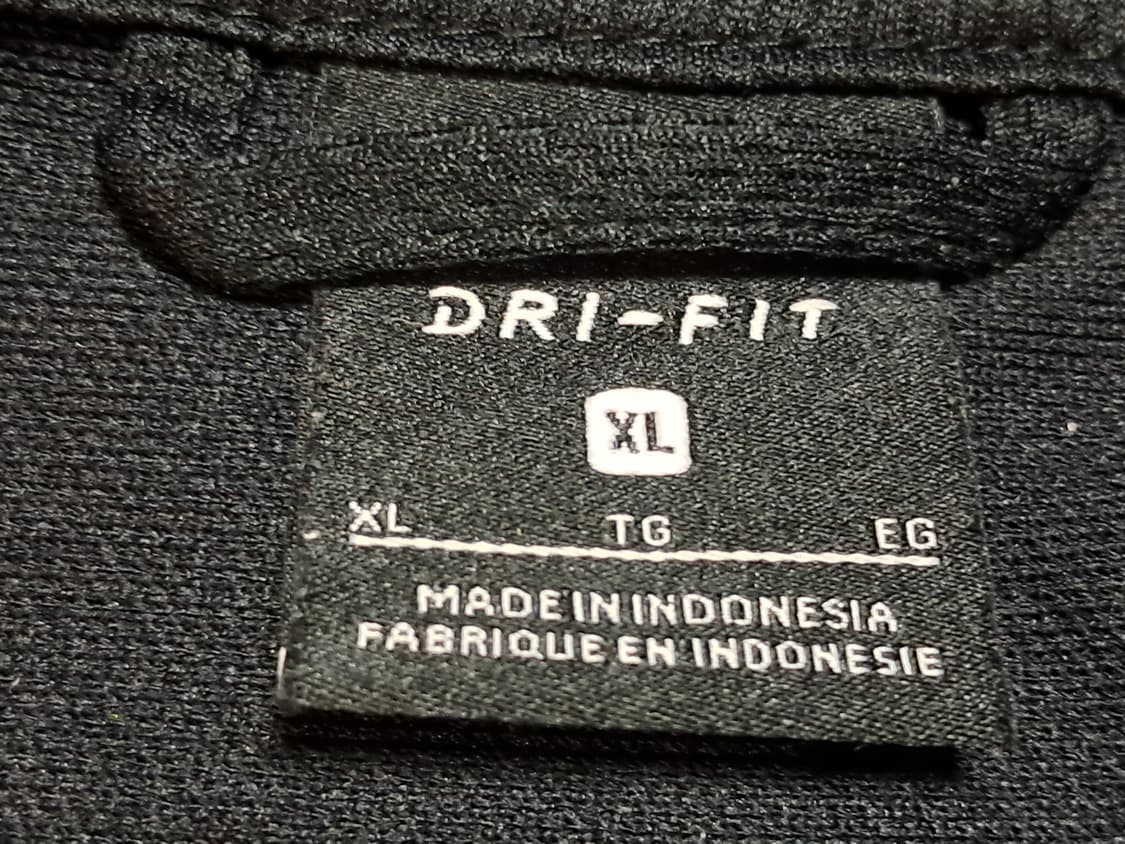 DRI-FIT
XL
XL TG EG
MADE IN INDONESIA
FABRIQUE EN INDONESIE